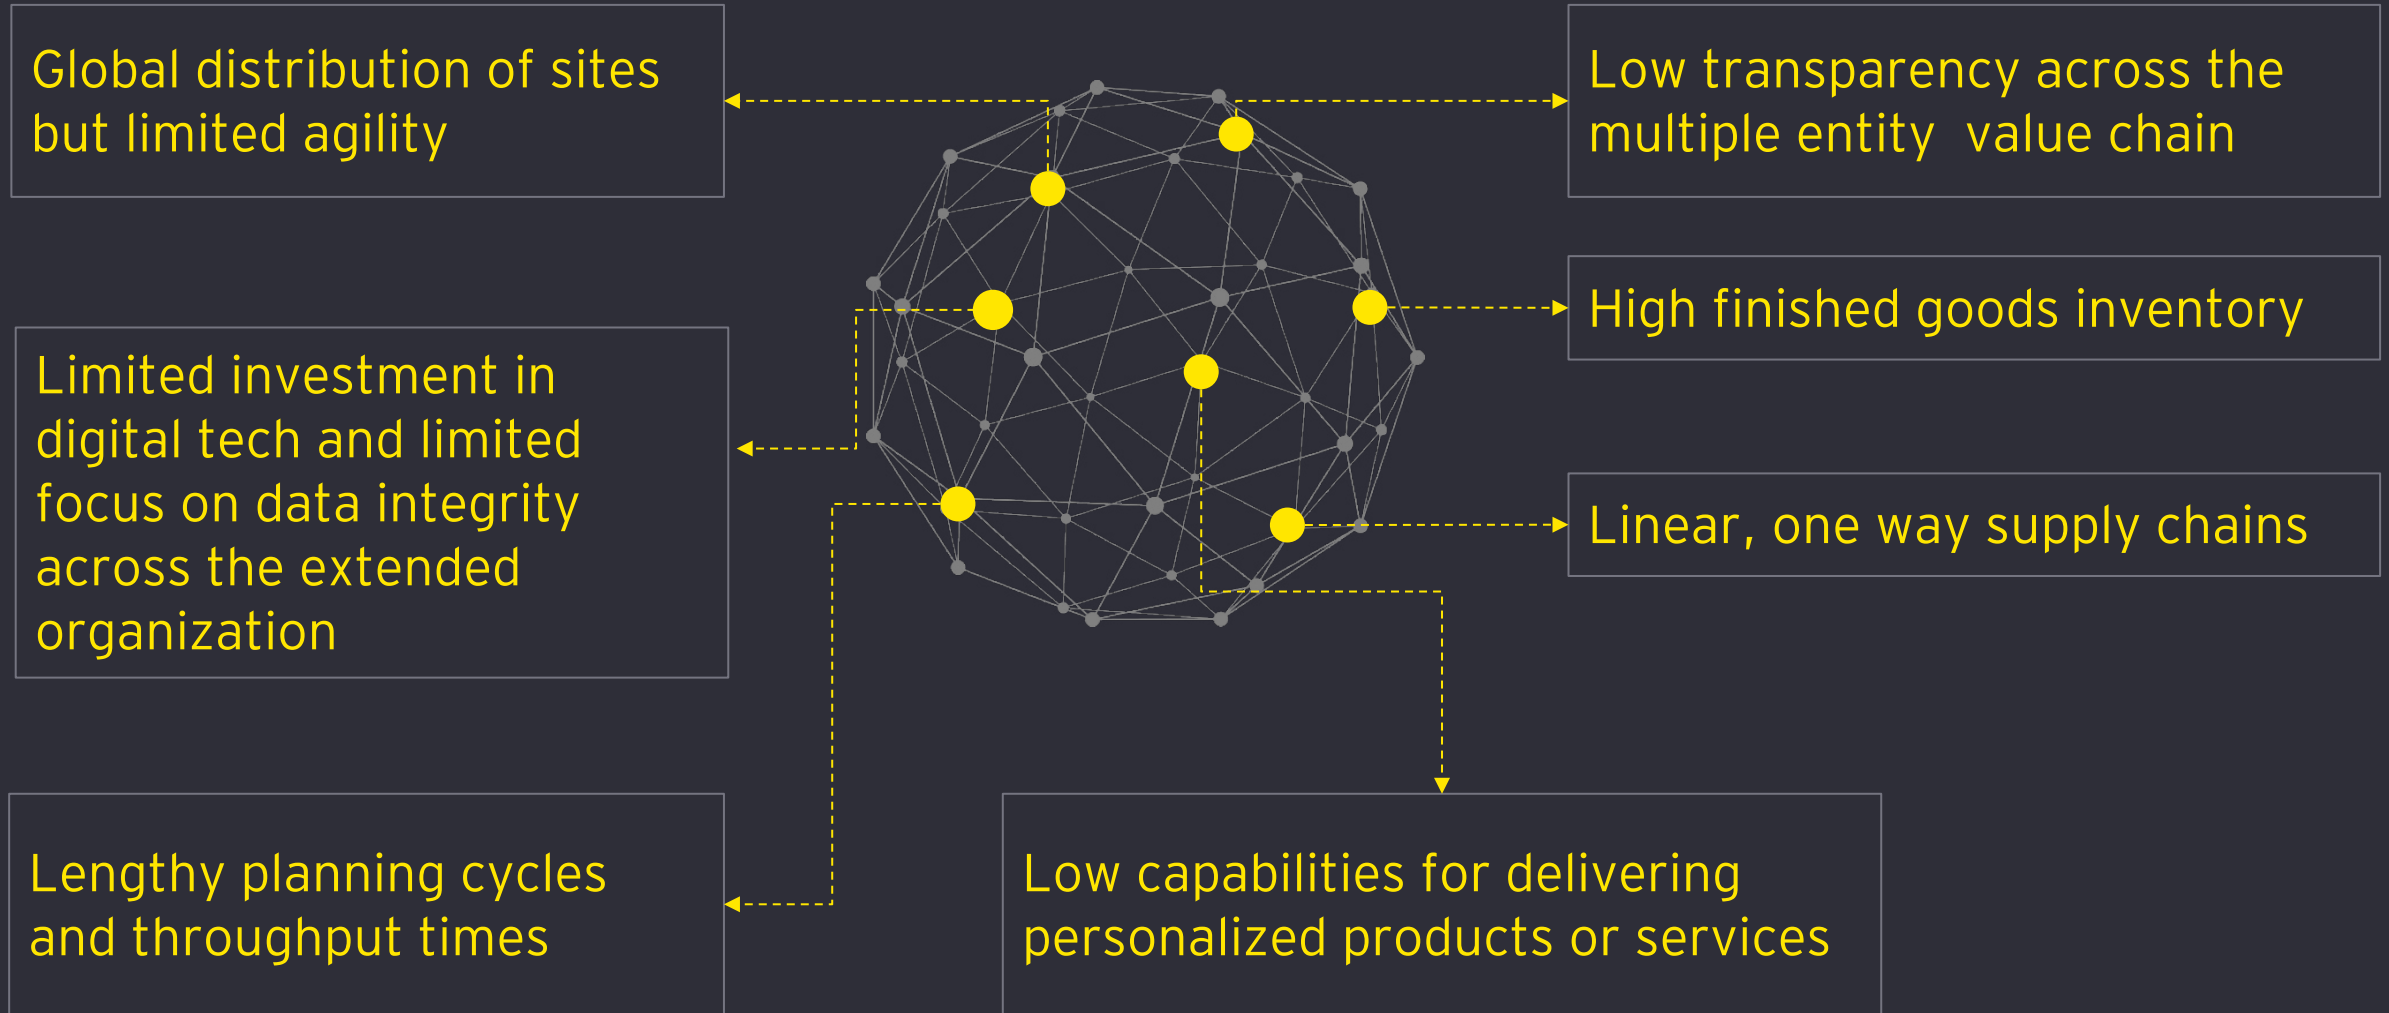 Global distribution of sites
but limited agility
Low transparency across the
multiple entity  value chain
High finished goods inventory
Limited investment in
digital tech and limited
focus on data integrity
across the extended
organization
Linear, one way supply chains
Lengthy planning cycles
and throughput times
Low capabilities for delivering
personalized products or services